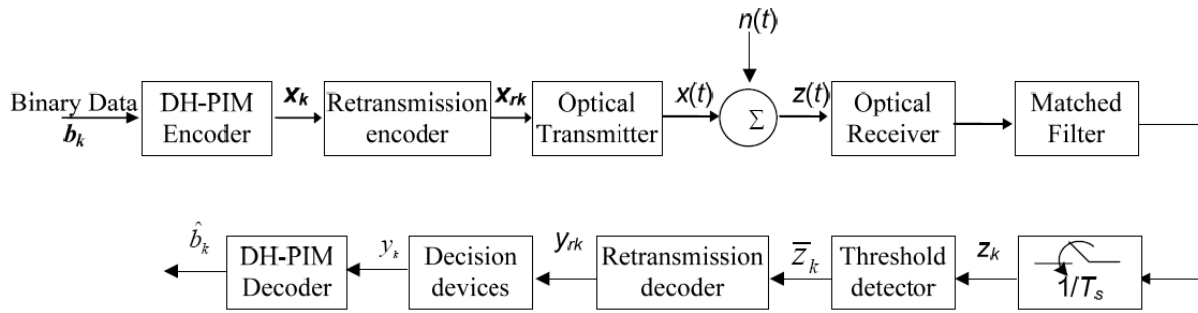 n(t)
Binary Data
b_k
DH-PIM
Encoder
x_k
Retransmission
encoder
x_rk
Optical
Transmitter
x(t)
Σ
z(t)
Optical
Receiver
Matched
Filter
b̂_k
DH-PIM
Decoder
y_k
Decision
devices
y_rk
Retransmission
decoder
z̅_k
Threshold
detector
z_k
1/T_s